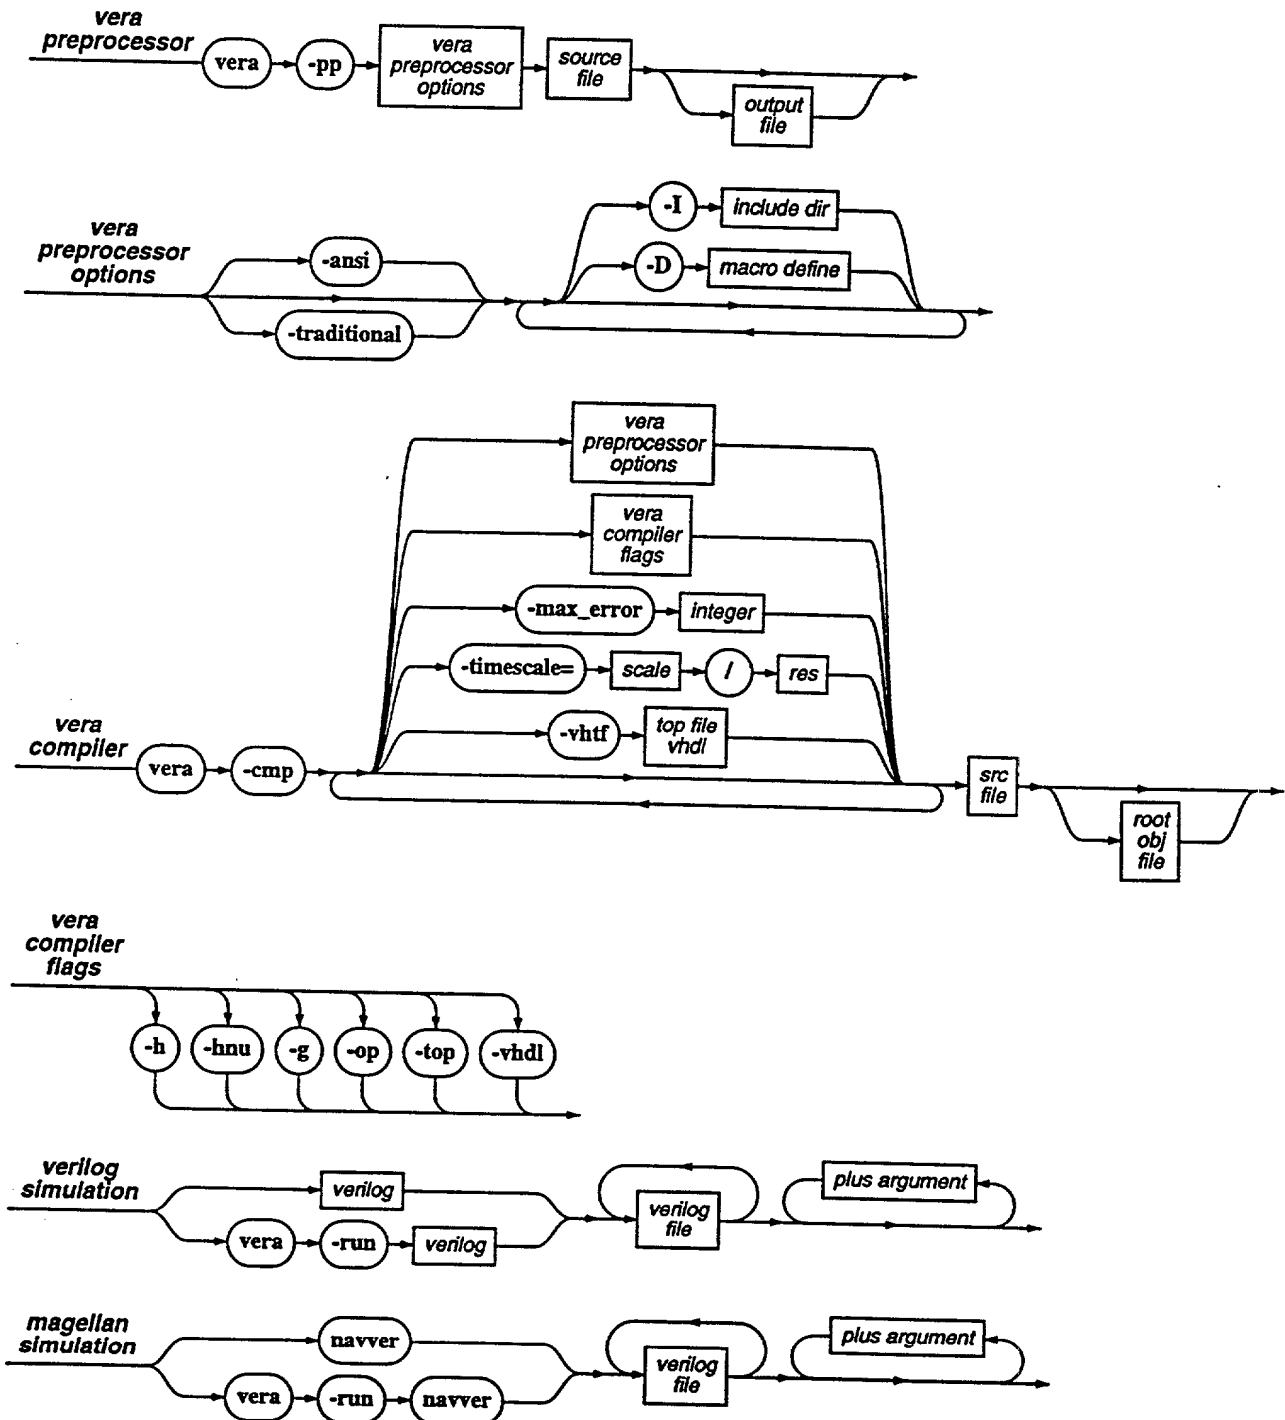 vera
preprocessor
vera
-pp
vera
preprocessor
options
source
file
output
file
vera
preprocessor
options
-ansi
-traditional
-I
include dir
-D
macro define
vera
preprocessor
options
vera
compiler
flags
-max_error
integer
-timescale=
scale
/
res
-vhtf
top file
vhdl
vera
compiler
vera
-cmp
src
file
root
obj
file
vera
compiler
flags
-h
-hnu
-g
-op
-top
-vhdl
verilog
simulation
verilog
vera
-run
verilog
verilog
file
plus argument
magellan
simulation
navver
vera
-run
navver
verilog
file
plus argument